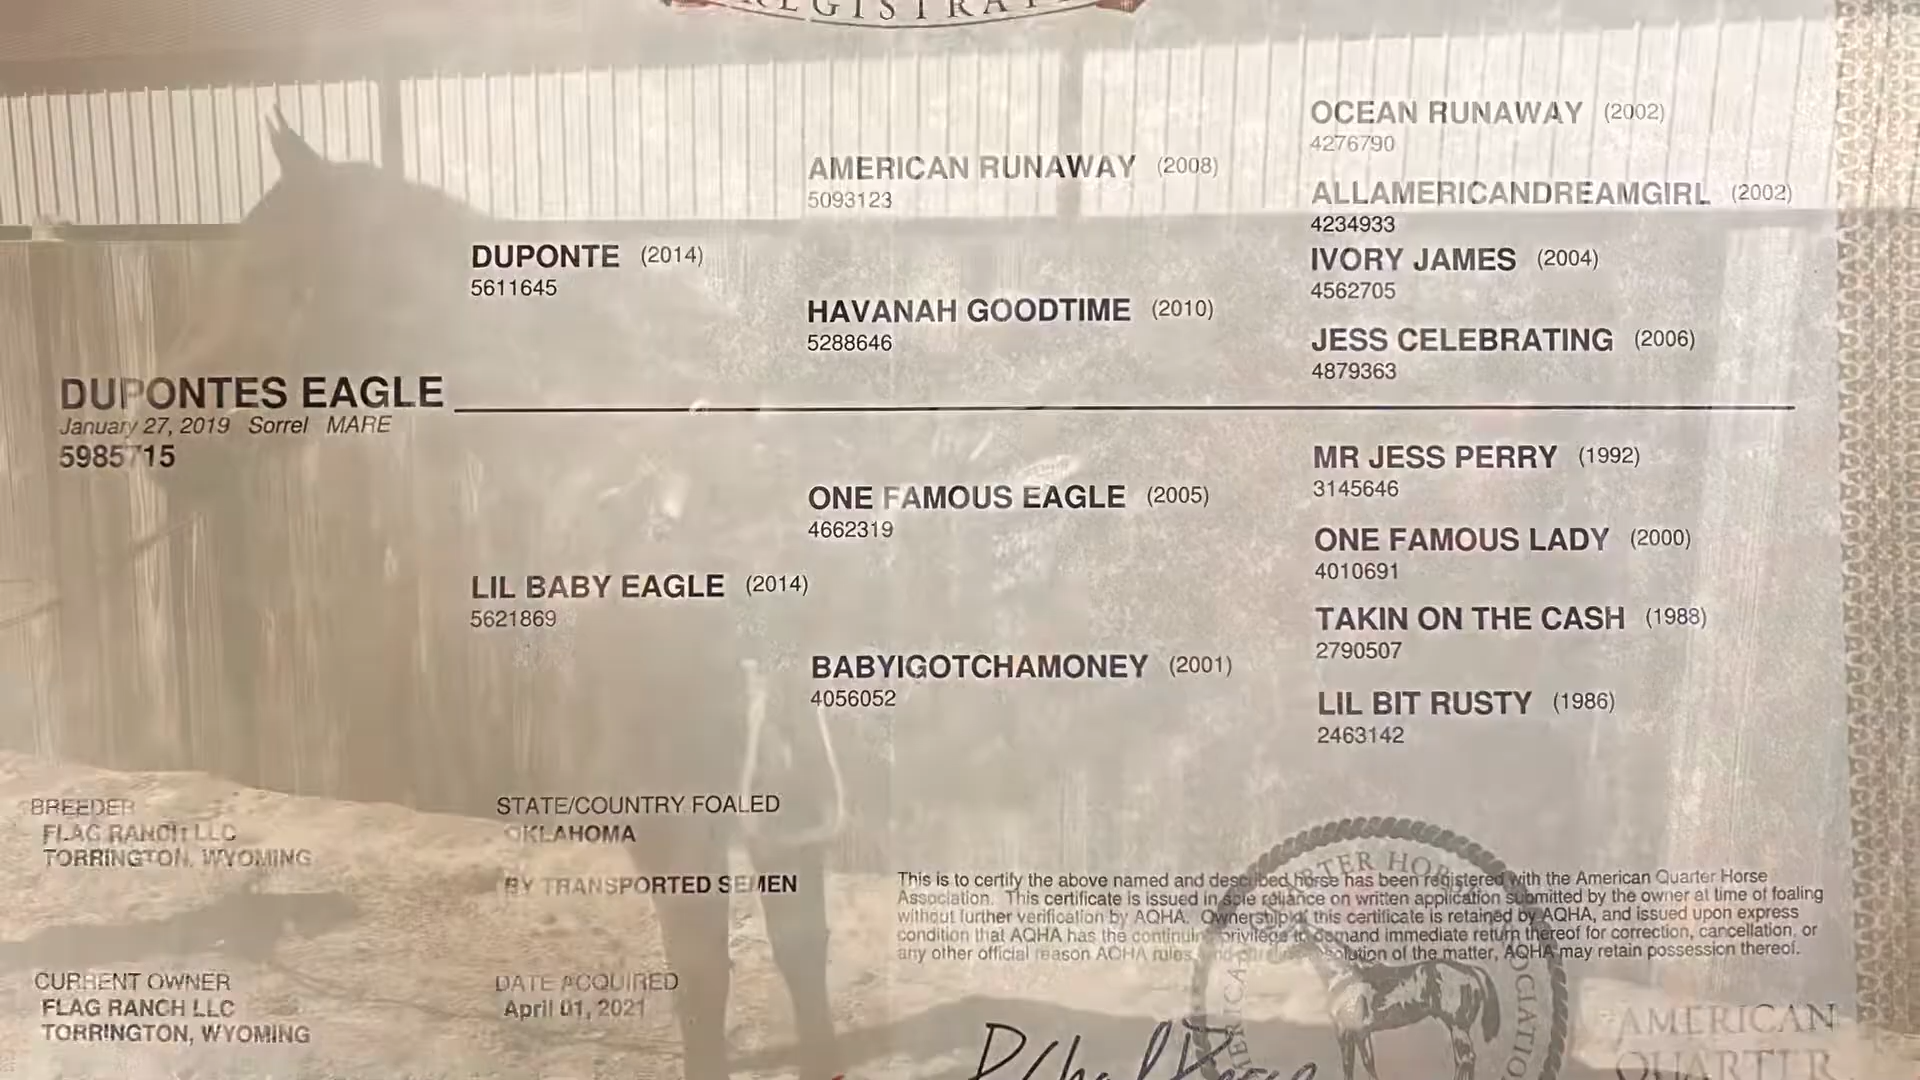 REGISTRAT
OCEAN RUNAWAY (2002)
4276790
AMERICAN RUNAWAY (2008)
5093123
ALLAMERICANDREAMGIRL (2002)
4234933
DUPONTE (2014)
5611645
IVORY JAMES (2004)
4562705
HAVANAH GOODTIME (2010)
5288646
JESS CELEBRATING (2006)
4879363
DUPONTES EAGLE
January 27, 2019 Sorrel MARE
5985715
MR JESS PERRY (1992)
3145646
ONE FAMOUS EAGLE (2005)
4662319
ONE FAMOUS LADY (2000)
4010691
LIL BABY EAGLE (2014)
5621869
TAKIN ON THE CASH (1988)
2790507
BABYIGOTCHAMONEY (2001)
4056052
LIL BIT RUSTY (1986)
2463142
BREEDER
FLAG RANCH LLC
TORRINGTON, WYOMING
STATE/COUNTRY FOALED
OKLAHOMA
BY TRANSPORTED SEMEN
This is to certify the above named and described horse has been registered with the American Quarter Horse
Association. This certificate is issued in sole reliance on written application submitted by the owner at time of foaling
without further verification by AQHA. Ownership of this certificate is retained by AQHA, and issued upon express
condition that AQHA has the continuing privilege to demand immediate return thereof for correction, cancellation, or
any other official reason AQHA rules, resolution of the matter, AQHA may retain possession thereof.
CURRENT OWNER
FLAG RANCH LLC
TORRINGTON, WYOMING
DATE ACQUIRED
April 01, 2021
AMERICAN
QUARTER